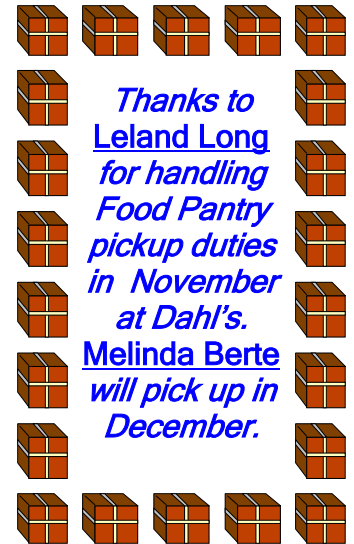 Thanks to
Leland Long
for handling
Food Pantry
pickup duties
in  November
at Dahl's.
Melinda Berte
will pick up in
December.